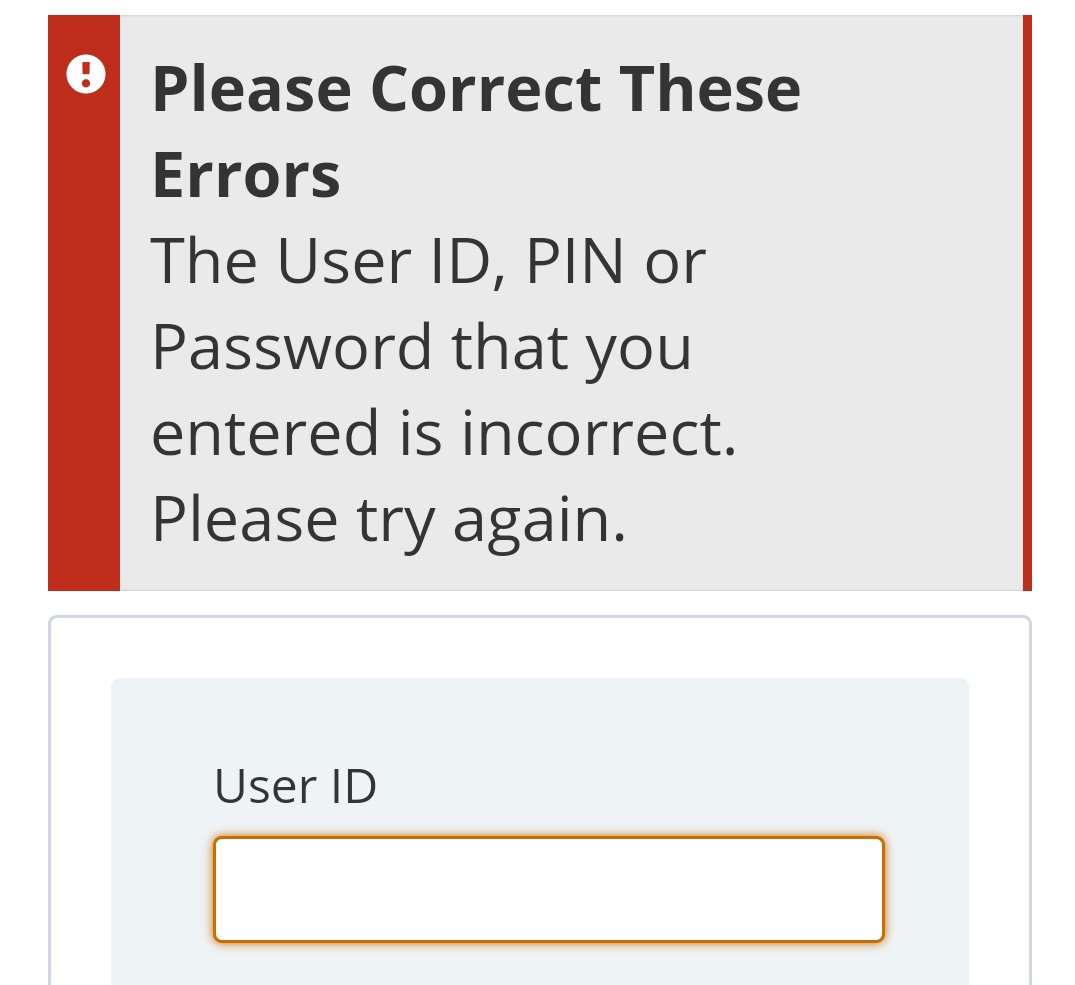 Please Correct These
Errors
The User ID, PIN or
Password that you
entered is incorrect.
Please try again.
User ID